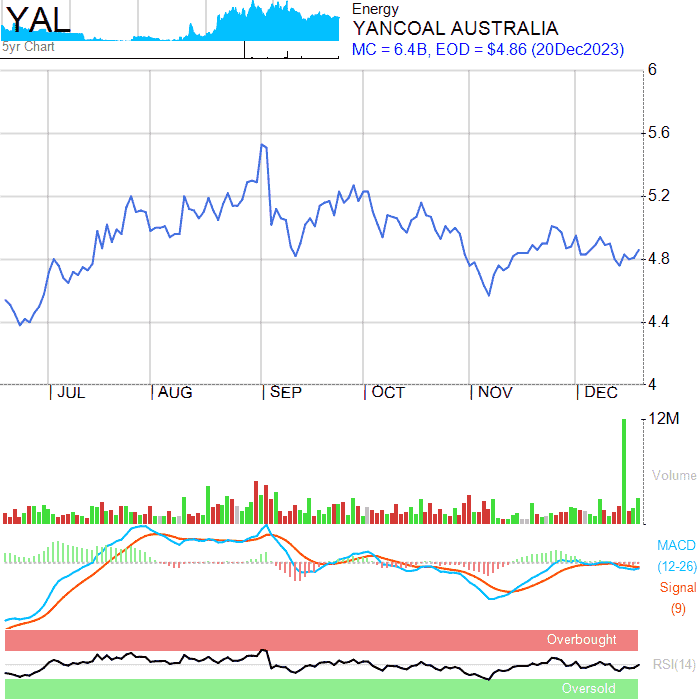 YAL
5yr Chart
Energy
YANCOAL AUSTRALIA
MC = 6.4B, EOD = $4.86 (20Dec2023)
6
5.6
5.2
4.8
4.4
4
JUL AUG SEP OCT NOV DEC
12M
Volume
MACD
(12-26)
Signal
(9)
Overbought
RSI(14)
Oversold